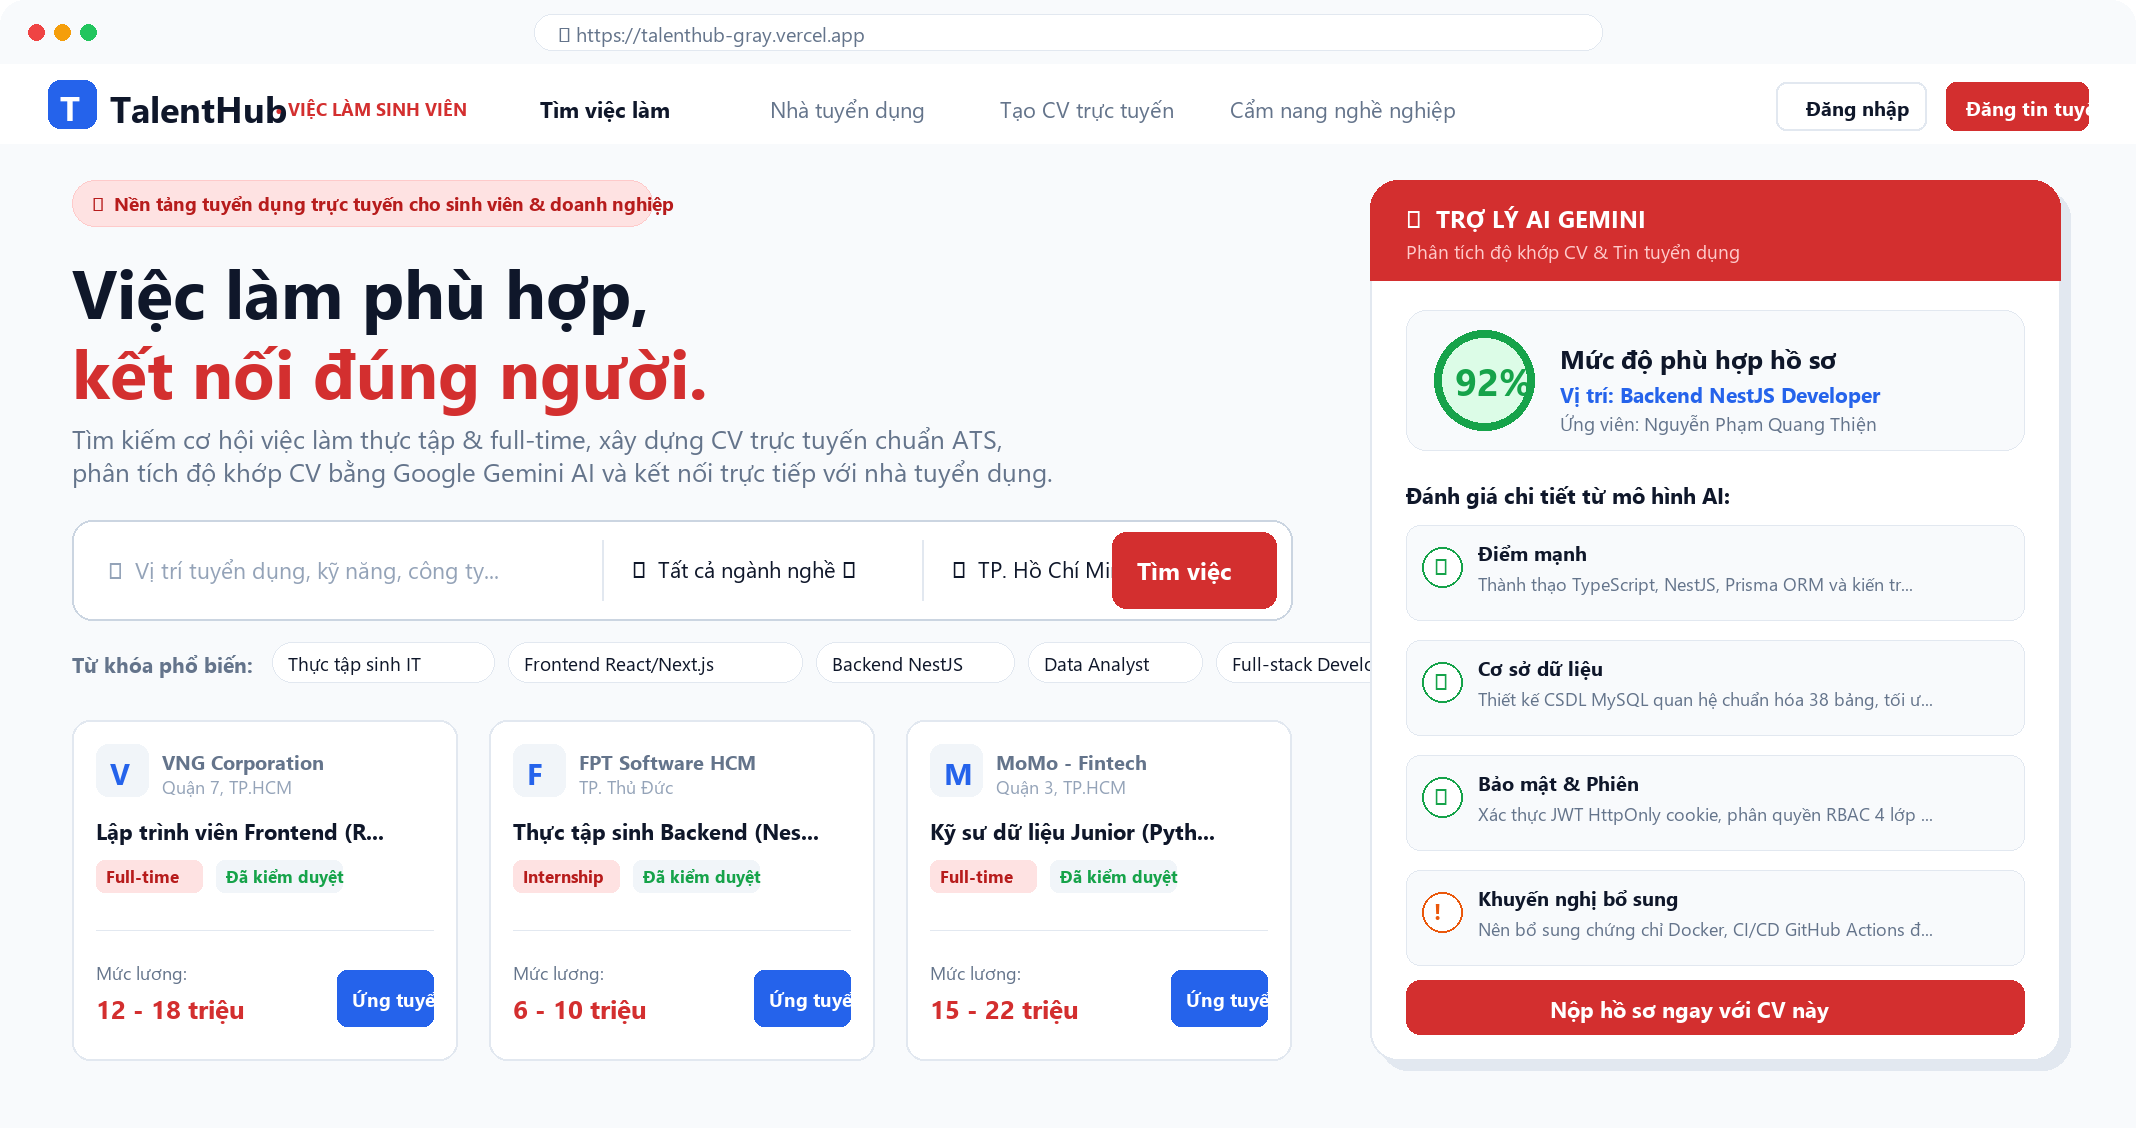 https://talenthub-gray.vercel.app
T TalentHub VIỆC LÀM SINH VIÊN
Tìm việc làm
Nhà tuyển dụng
Tạo CV trực tuyến
Cẩm nang nghề nghiệp
Đăng nhập
Đăng tin tuyể
Nền tảng tuyển dụng trực tuyến cho sinh viên & doanh nghiệp
Việc làm phù hợp,
kết nối đúng người.
Tìm kiếm cơ hội việc làm thực tập & full-time, xây dựng CV trực tuyến chuẩn ATS,
phân tích độ khớp CV bằng Google Gemini AI và kết nối trực tiếp với nhà tuyển dụng.
Vị trí tuyển dụng, kỹ năng, công ty...
Tất cả ngành nghề
TP. Hồ Chí Mi
Tìm việc
Từ khóa phổ biến:
Thực tập sinh IT
Frontend React/Next.js
Backend NestJS
Data Analyst
Full-stack Develo
V
VNG Corporation
Quận 7, TP.HCM
Lập trình viên Frontend (R...
Full-time
Đã kiểm duyệt
Mức lương:
12 - 18 triệu
Ứng tuyể
F
FPT Software HCM
TP. Thủ Đức
Thực tập sinh Backend (Nes...
Internship
Đã kiểm duyệt
Mức lương:
6 - 10 triệu
Ứng tuyể
M
MoMo - Fintech
Quận 3, TP.HCM
Kỹ sư dữ liệu Junior (Pyth...
Full-time
Đã kiểm duyệt
Mức lương:
15 - 22 triệu
Ứng tuyể
TRỢ LÝ AI GEMINI
Phân tích độ khớp CV & Tin tuyển dụng
92%
Mức độ phù hợp hồ sơ
Vị trí: Backend NestJS Developer
Ứng viên: Nguyễn Phạm Quang Thiện
Đánh giá chi tiết từ mô hình AI:
Điểm mạnh
Thành thạo TypeScript, NestJS, Prisma ORM và kiến tr...
Cơ sở dữ liệu
Thiết kế CSDL MySQL quan hệ chuẩn hóa 38 bảng, tối ư...
Bảo mật & Phiên
Xác thực JWT HttpOnly cookie, phân quyền RBAC 4 lớp ...
!
Khuyến nghị bổ sung
Nên bổ sung chứng chỉ Docker, CI/CD GitHub Actions đ...
Nộp hồ sơ ngay với CV này